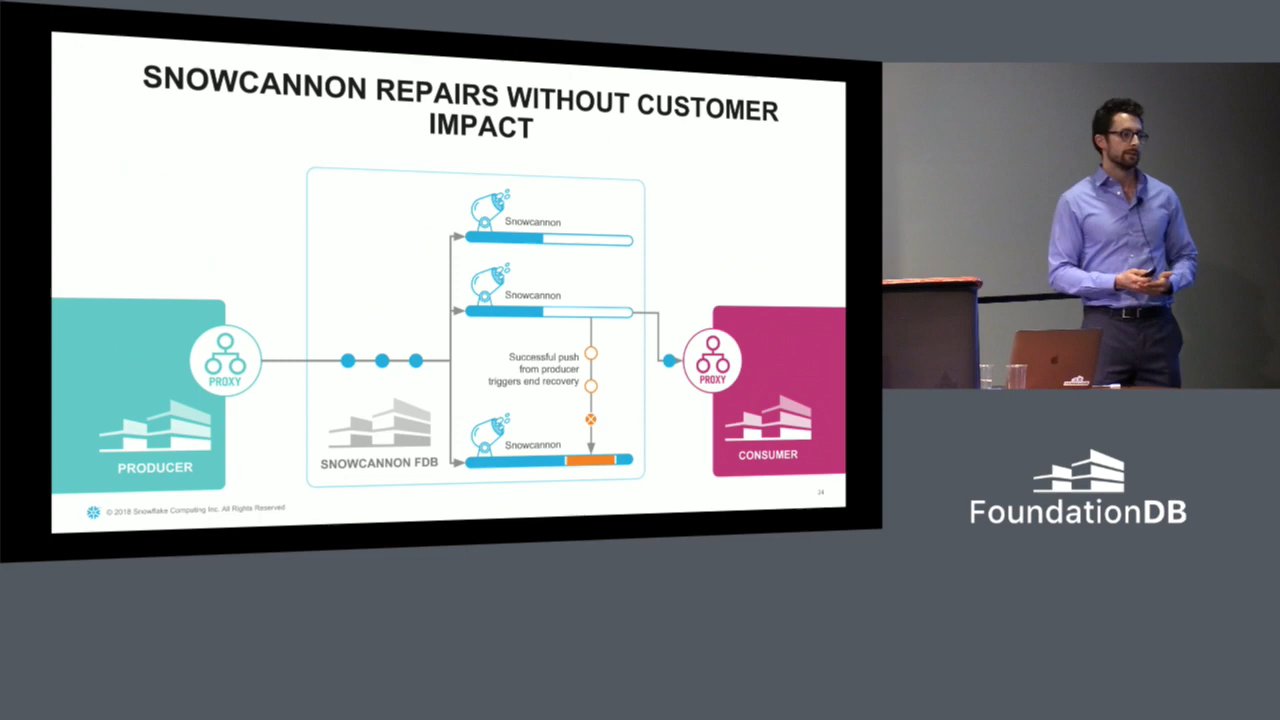 SNOWCANNON REPAIRS WITHOUT CUSTOMER
IMPACT
Snowcannon
Snowcannon
Successful push
from producer
triggers end recovery
Snowcannon
PROXY
PRODUCER
SNOWCANNON FDB
PROXY
CONSUMER
© 2018 Snowflake Computing Inc. All Rights Reserved
24
FoundationDB